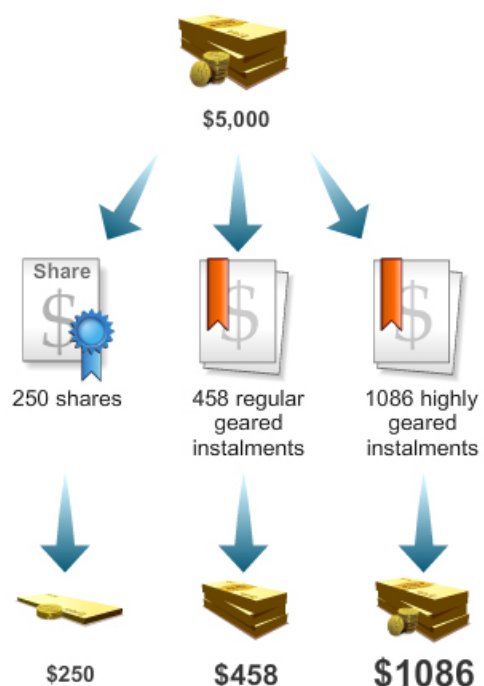 $5,000
Share
$
$
$
250 shares
458 regular
geared
instalments
1086 highly
geared
instalments
$250
$458
$1086